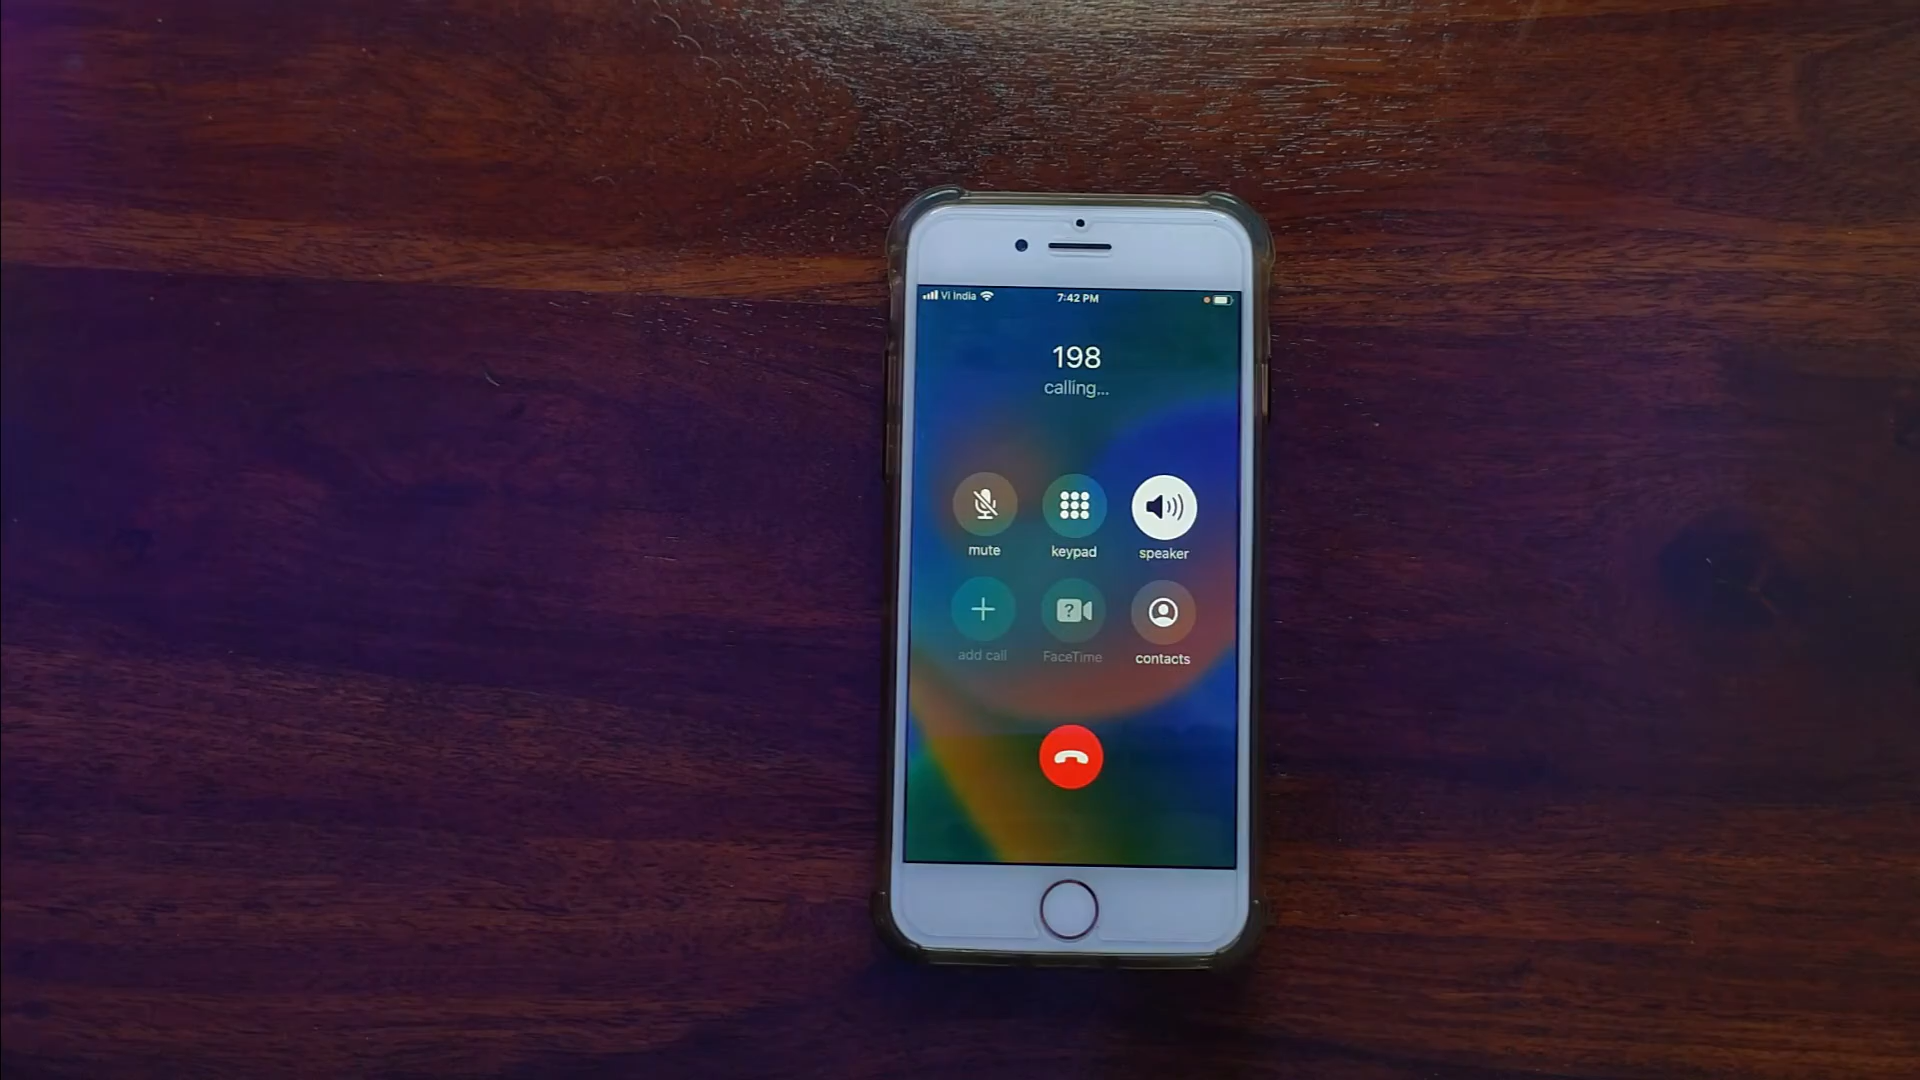 Vi India 7:42 PM
198
calling...
mute keypad speaker
?
add call FaceTime contacts